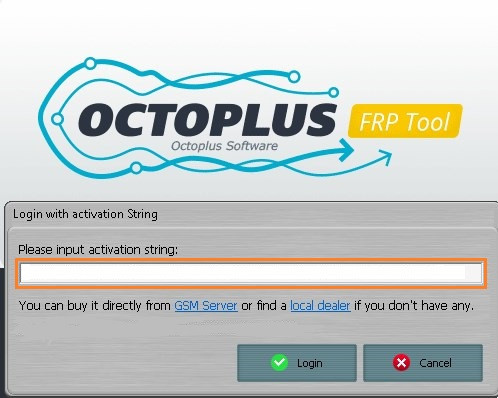 OCTOPLUS FRP Tool
Octoplus Software
Login with activation String
Please input activation string:
You can buy it directly from GSM Server or find a local dealer if you don't have any.
Login Cancel